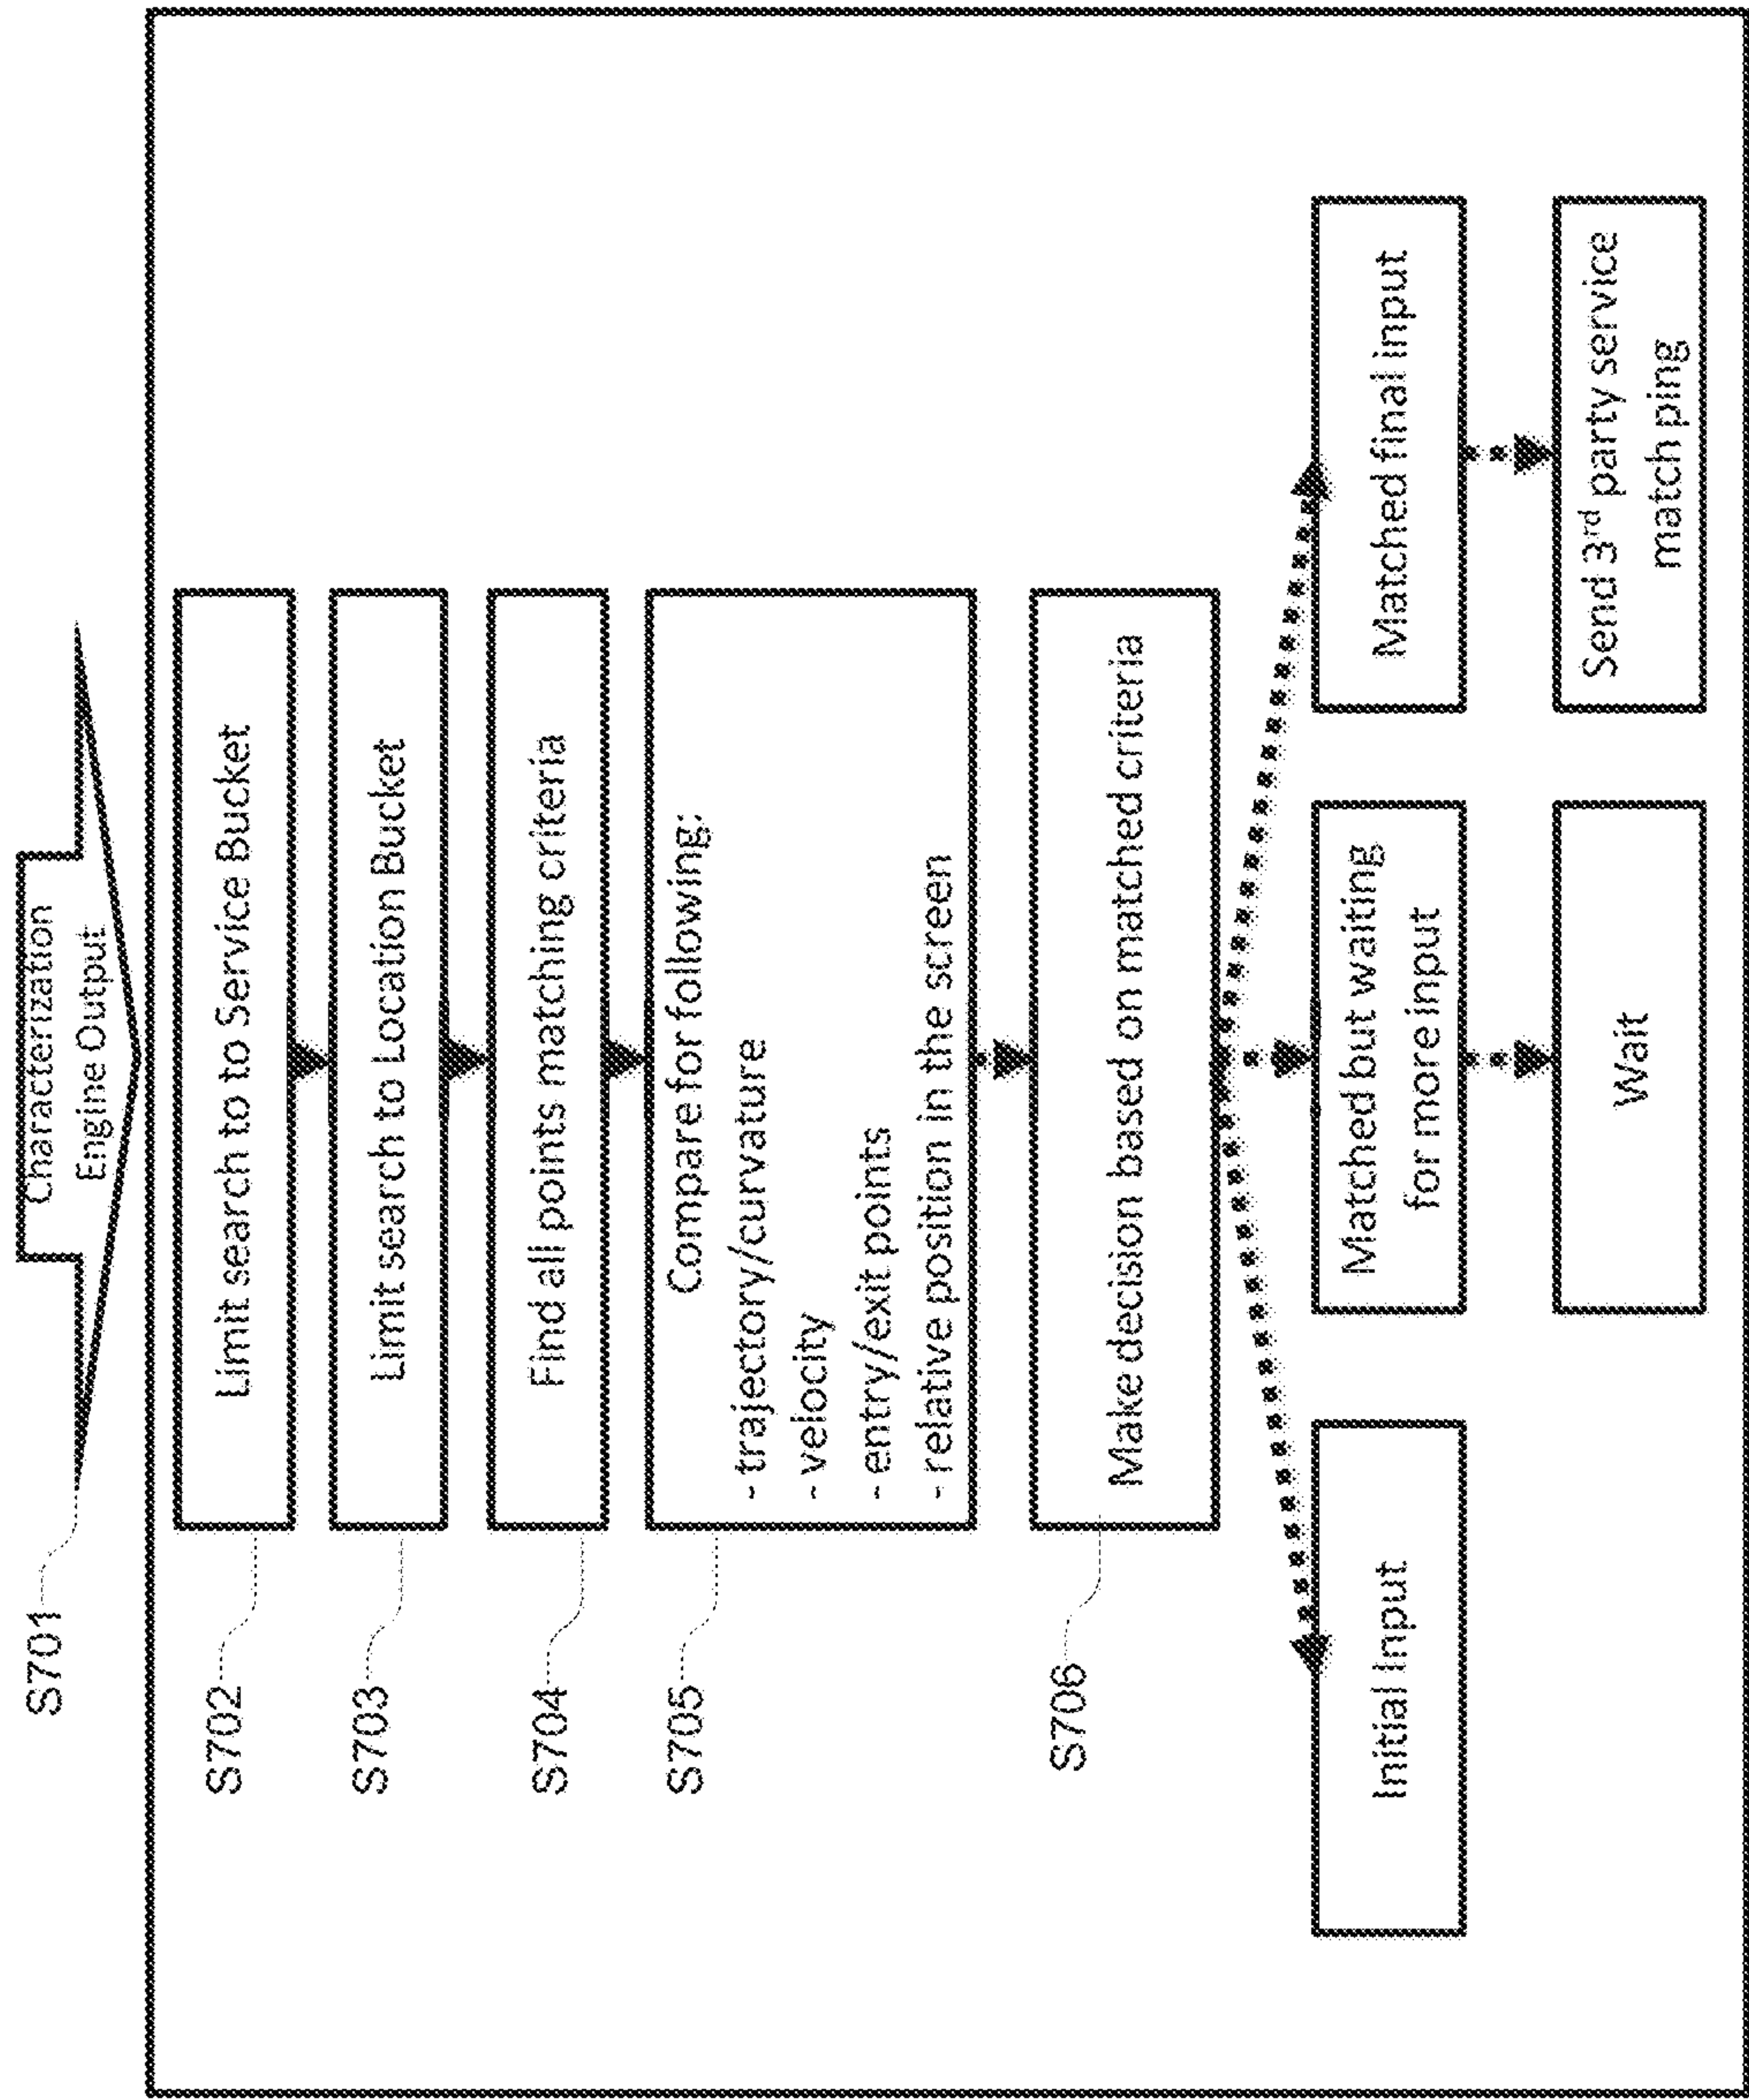 S701
Characterization
Engine Output
S702
Limit search to to Service Bucket
S703
Limit search to Location Bucket
S704
Find all points matching criteria
S705
Compare for following:
- trajectory/curvature
- velocity
- entry/exit points
- relative position in the screen
S706
Make decision based on matched criteria
Initial Input
Matched but waiting
for more input
Matched final input
Wait
Send 3rd party service
match ping